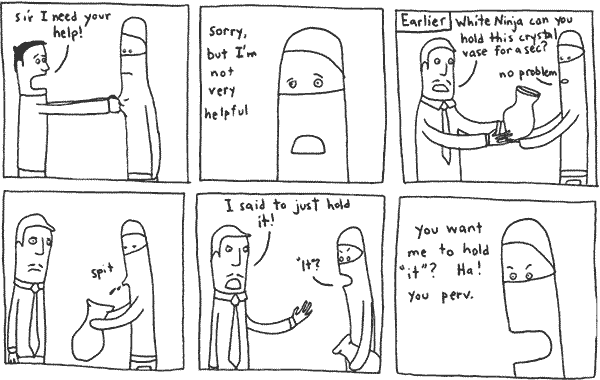 sir I need your
help!
Sorry,
but I'm
not
very
helpful
Earlier
White Ninja can you
hold this crystal
vase for a sec?
no problem
spit
I said to just hold
it!
"It"?
You want
me to hold
"it"? Ha!
You perv.